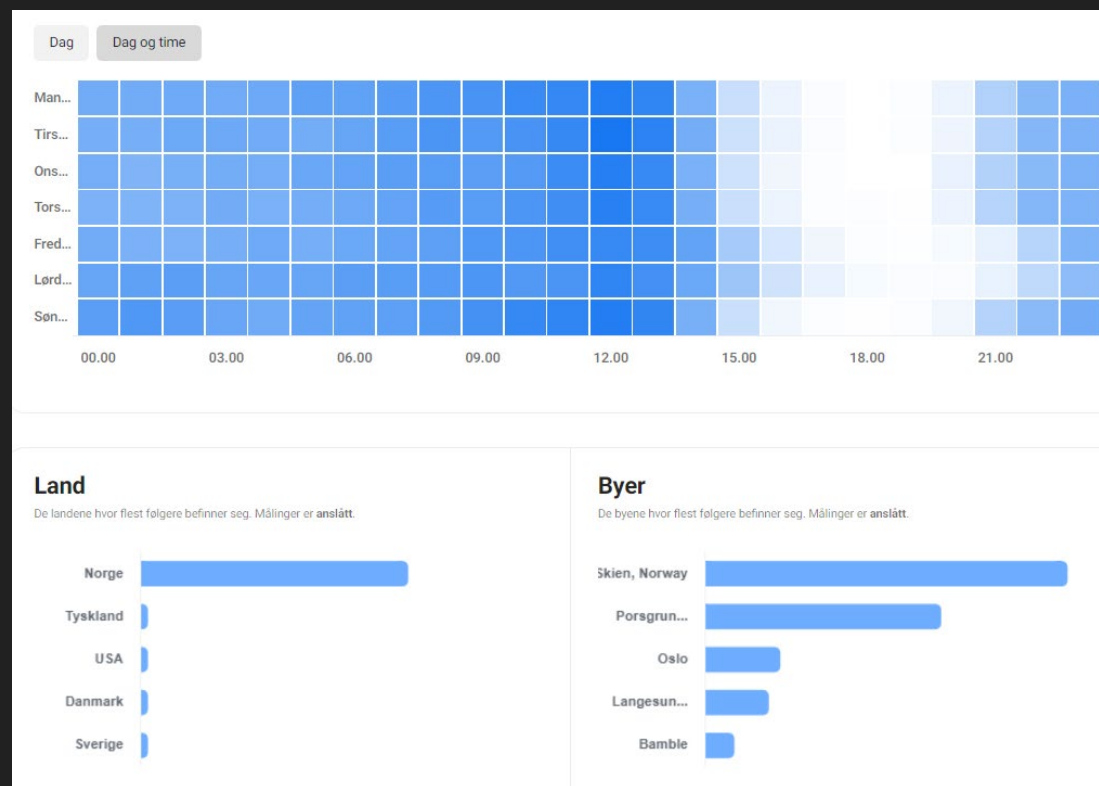 Dag
Dag og time
Man...
Tirs...
Ons...
Tors...
Fred...
Lørd...
Søn...
00.00 03.00 06.00 09.00 12.00 15.00 18.00 21.00
Land
De landene hvor flest følgere befinner seg. Målinger er anslått.
Norge
Tyskland
USA
Danmark
Sverige
Byer
De byene hvor flest følgere befinner seg. Målinger er anslått.
Skien, Norway
Porsgrun...
Oslo
Langesun...
Bamble